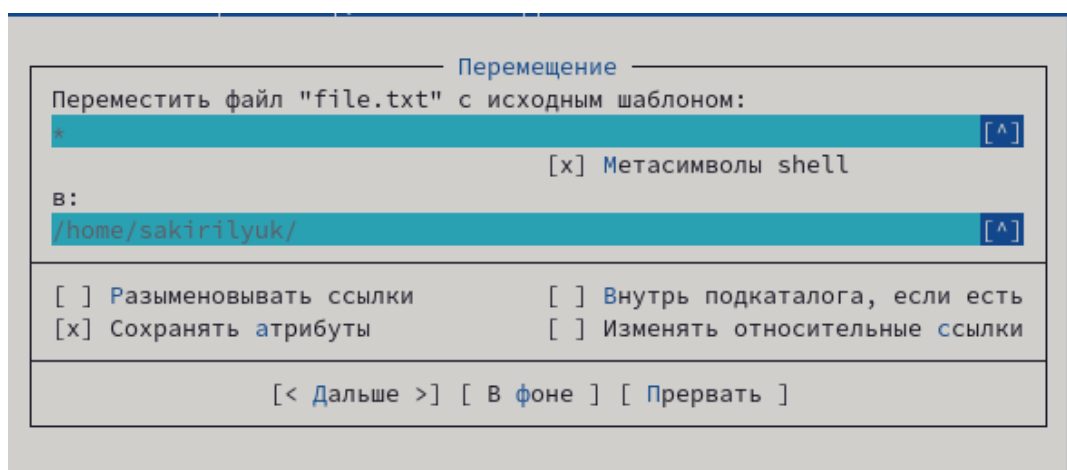 Перемещение
Переместить файл "file.txt" с исходным шаблоном:
* [^]
[x] Метасимволы shell
в:
/home/sakirilyuk/ [^]
[ ] Разыменовывать ссылки [ ] Внутрь подкаталога, если есть
[x] Сохранять атрибуты [ ] Изменять относительные ссылки
[< Дальше >] [ В фоне ] [ Прервать ]